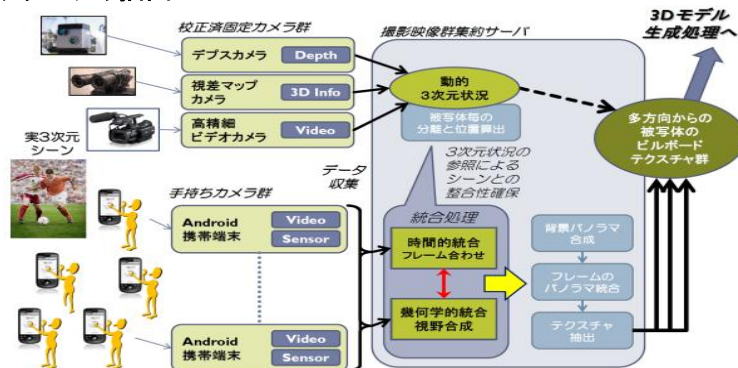 校正済固定カメラ群
デプスカメラ
Depth
視差マップ
カメラ
3D Info
高精細
ビデオカメラ
Video
実3次元
シーン
手持ちカメラ群
Android
携帯端末
Video
Sensor
Android
携帯端末
Video
Sensor
データ
収集
撮影映像群集約サーバ
動的
3次元状況
被写体毎の
分離と位置算出
3次元状況の
参照による
シーンとの
整合性確保
統合処理
時間的統合
フレーム合わせ
幾何学的統合
視野合成
背景パノラマ
合成
フレームの
パノラマ統合
テクスチャ
抽出
多方向からの
被写体の
ビルボード
テクスチャ群
3Dモデル
生成処理へ